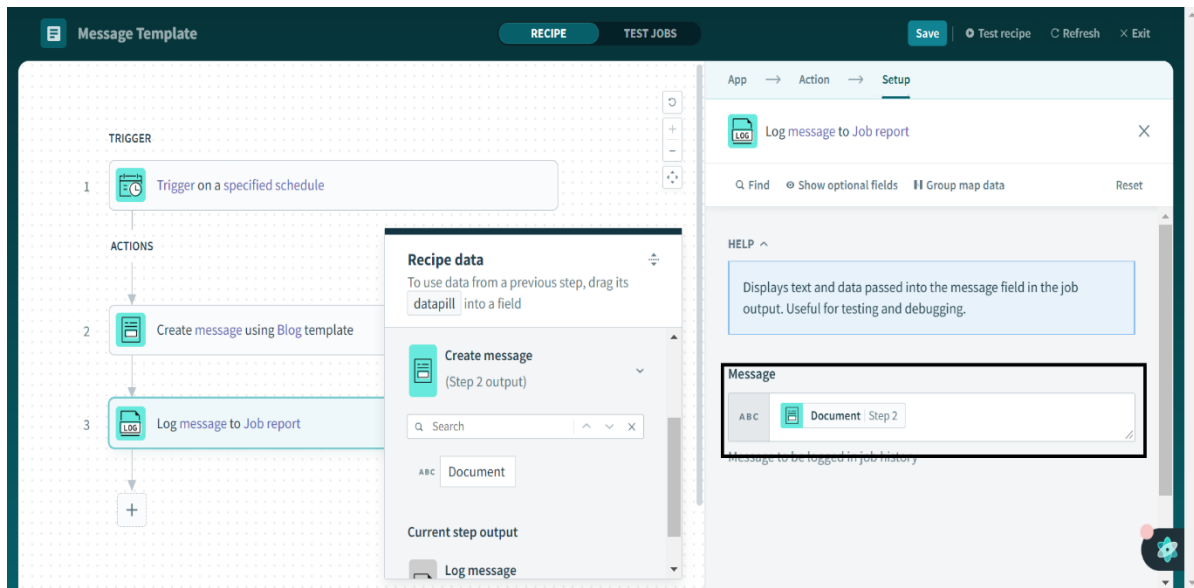 Message Template
RECIPE
TEST JOBS
Save
Test recipe
Refresh
Exit
TRIGGER
1
Trigger on a specified schedule
ACTIONS
2
Create message using Blog template
3
LOG
Log message to Job report
Recipe data
To use data from a previous step, drag its
datapill into a field
Create message
(Step 2 output)
Search
ABC
Document
Current step output
Log message
App → Action → Setup
LOG
Log message to Job report
Find
Show optional fields
Group map data
Reset
HELP
Displays text and data passed into the message field in the job
output. Useful for testing and debugging.
Message
ABC
Document | Step 2
Message to be logged in job history